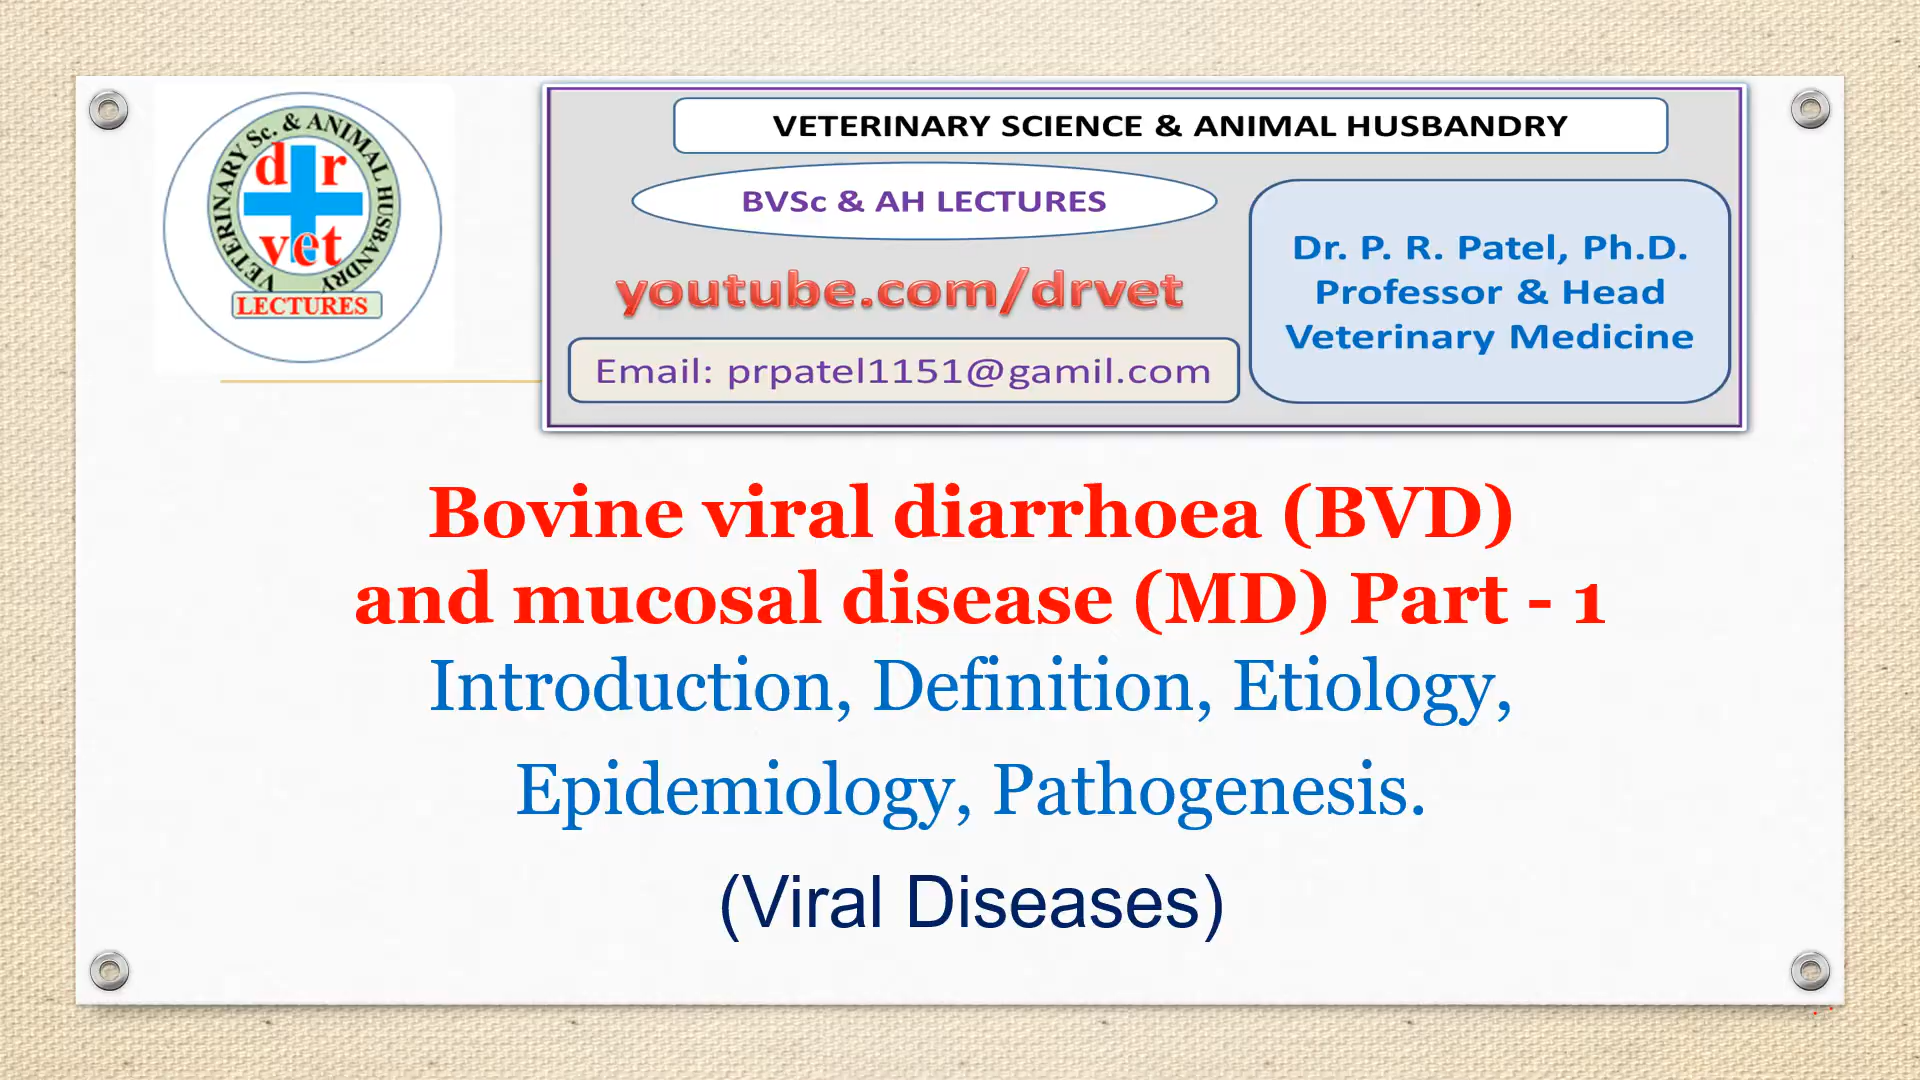 VETERINARY Sc. & ANIMAL HUSBANDRY
dr
vet
LECTURES
VETERINARY SCIENCE & ANIMAL HUSBANDRY
BVSc & AH LECTURES
youtube.com/drvet
Email: prpatel1151@gamil.com
Dr. P. R. Patel, Ph.D.
Professor & Head
Veterinary Medicine
Bovine viral diarrhoea (BVD)
and mucosal disease (MD) Part - 1
Introduction, Definition, Etiology,
Epidemiology, Pathogenesis.
(Viral Diseases)